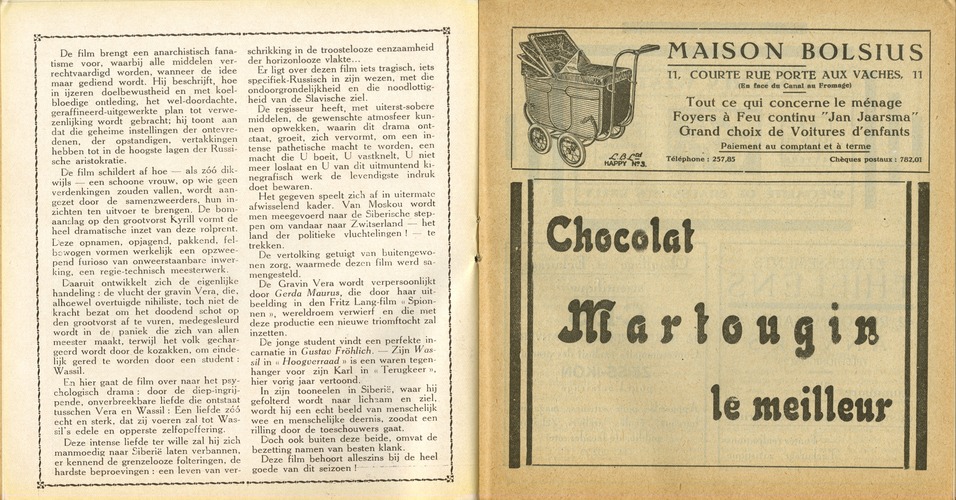 De film brengt een anarchistisch fana-
tisme voor, waarbij alle middelen ver-
rechtvaardigd worden, wanneer de idee
maar gediend wordt. Hij beschrijft, hoe
in ijzeren doelbewustheid en met koel-
bloedige ontleding, het wel-doordachte,
geraffineerd-uitgewerkte plan tot verwe-
zenlijking wordt gebracht; hij toont aan
dat die geheime instellingen der ontevre-
denen, der opstandigen, vertakkingen
hebben tot in de hoogste lagen der Russi-
sche aristokratie.
De film schildert af hoe — als zóó dik-
wijls — een schoone vrouw, op wie geen
verdenkingen zouden vallen, wordt aan-
gezet door de samenzweerders, hun in-
zichten ten uitvoer te brengen. De bom-
aanslag op den grootvorst Kyrill vormt de
heel dramatische inzet van deze rolprent.
Deze opnamen, opjagend, pakkend, fel-
bewogen vormen werkelijk een opzwee-
pend furioso van onweerstaanbare inwer-
king, een regie-technisch meesterwerk.
Daaruit ontwikkelt zich de eigenlijke
handeling : de vlucht der gravin Vera, die,
alhoewel overtuigde nihiliste, toch niet de
kracht bezat om het doodend schot op
den grootvorst af te vuren, medegesleurd
wordt in de paniek die zich van allen
meester maakt, terwijl het volk gechar-
geerd wordt door de kozakken, om einde-
lijk gered te worden door een student :
Wassil.
En hier gaat de film over naar het psy-
chologisch drama : door de diep-ingrij-
pende, onverbreekbare liefde die ontstaat
tusschen Vera en Wassil : Een liefde zóó
echt en sterk, dat zij voeren zal tot Was-
sil's edele en opperste zelfopoffering.
Deze intense liefde ter wille zal hij zich
manmoedig naar Siberië laten verbannen,
er kennend de grenzelooze folteringen, de
hardste beproevingen : een leven van ver-
schrikking in de troostelooze eenzaamheid
der horizonlooze vlakte...
Er ligt over dezen film iets tragisch, iets
specifiek-Russisch in zijn wezen, met die
ondoorgrondelijkheid en die noodlottig-
heid van de Slavische ziel.
De regisseur heeft, met uiterst-sobere
middelen, de gewenschte atmosfeer kun-
nen opwekken, waarin dit drama ont-
staat, groeit, zich vervormt, om een in-
tense pathetische macht te worden, een
macht die U boeit, U vastknelt, U niet
meer loslaat en U van dit uitmuntend ki-
negrafisch werk de levendigste indruk
doet bewaren.
Het gegeven speelt zich af in uitermate
afwisselend kader. Van Moskou wordt
men meegevoerd naar de Siberische step-
pen om vandaar naar Zwitserland — het
land der politieke vluchtelingen ! — te
trekken.
De vertolking getuigt van buitengewo-
nen zorg, waarmede dezen film werd sa-
mengesteld.
De Gravin Vera wordt verpersoonlijkt
door Gerda Maurus, die door haar uit-
beelding in den Fritz Lang-film « Spion-
nen », wereldroem verwierf en die met
deze productie een nieuwe triomftocht zal
inzetten.
De jonge student vindt een perfekte in-
carnatie in Gustav Fröhlich. — Zijn Was-
sil in « Hoogverraad » is een waren tegen-
hanger voor zijn Karl in « Terugkeer »,
hier vorig jaar vertoond.
In zijn tooneelen in Siberië, waar hij
gefolterd wordt naar lichaam en ziel,
wordt hij een echt beeld van menschelijk
wee en menschelijke deernis, zoodat een
rilling door de toeschouwers gaat.
Doch ook buiten deze beide, omvat de
bezetting namen van besten klank.
Deze film behoort alleszins bij de heel
goede van dit seizoen !
MAISON BOLSIUS
11, COURTE RUE PORTE AUX VACHES, 11
(En face du Canal au Fromage)
Tout ce qui concerne le ménage
Foyers à Feu continu "Jan Jaarsma"
Grand choix de Voitures d'enfants
Paiement au comptant et à terme
Téléphone : 257,85 Chèques postaux : 782,01
HAPPY No 3.
Chocolat
Martougin
le meilleur